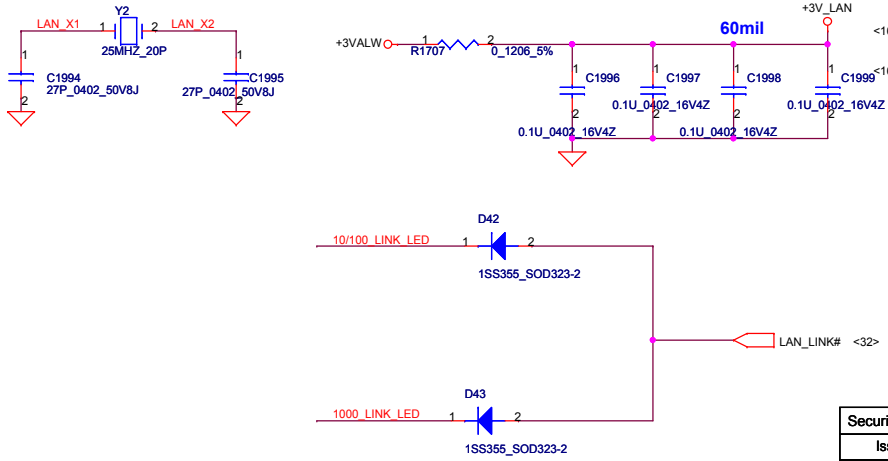 Y2
LAN_X1 1 2 LAN_X2
25MHZ_20P
1 C1994
27P_0402_50V8J
2
1 C1995
27P_0402_50V8J
2
+3VALW 1 2
R1707 0_1206_5%
60mil
+3V_LAN
1 C1996
2
0.1U_0402_16V4Z
1 C1997
0.1U_0402_16V4Z
2
1 C1998
2
0.1U_0402_16V4Z
1 C1999
0.1U_0402_16V4Z
2
D42
10/100_LINK_LED 1 2
1SS355_SOD323-2
LAN_LINK# <32>
D43
1000_LINK_LED 1 2
1SS355_SOD323-2